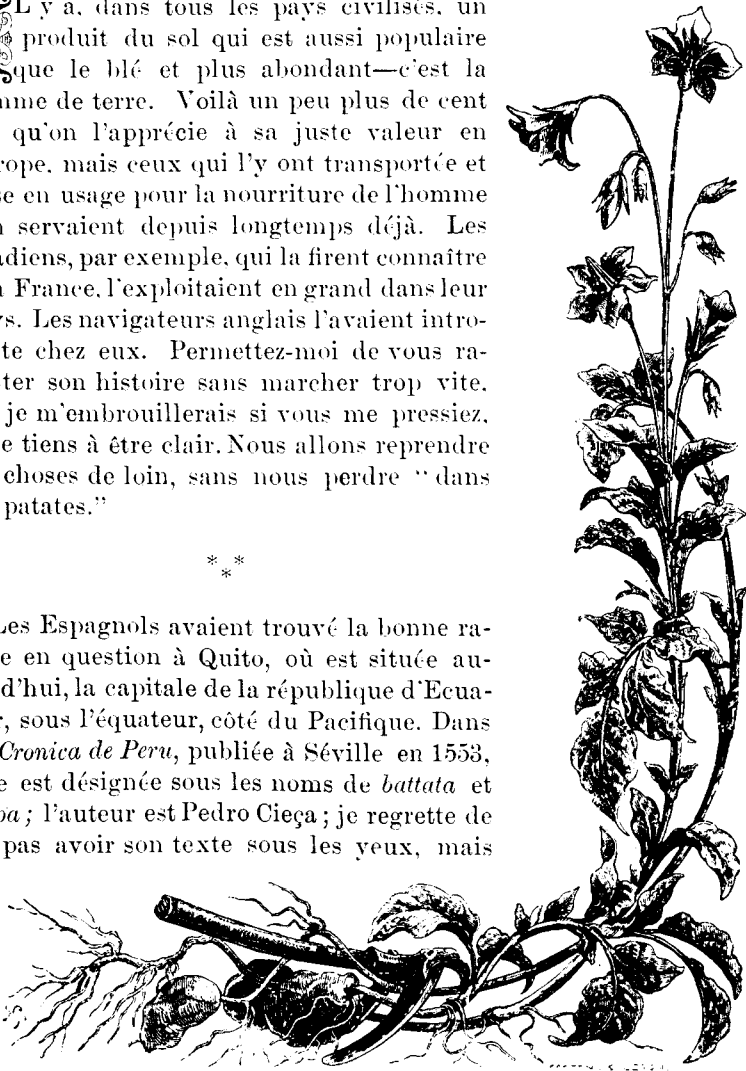 L y a, dans tous les pays civilisés, un
produit du sol qui est aussi populaire
que le blé et plus abondant—c'est la
mme de terre. Voilà un peu plus de cent
qu'on l'apprécie à sa juste valeur en
rope, mais ceux qui l'y ont transportée et
se en usage pour la nourriture de l'homme
servaient depuis longtemps déjà. Les
adiens, par exemple, qui la firent connaître
France, l'exploitaient en grand dans leur
ys. Les navigateurs anglais l'avaient intro-
te chez eux. Permettez-moi de vous ra-
ter son histoire sans marcher trop vite,
je m'embrouillerais si vous me pressiez,
e tiens à être clair. Nous allons reprendre
choses de loin, sans nous perdre “ dans
patates.”
* * *
Les Espagnols avaient trouvé la bonne ra-
e en question à Quito, où est située au-
d'hui, la capitale de la république d'Ecua-
r, sous l'équateur, côté du Pacifique. Dans
Cronica de Peru, publiée à Séville en 1553,
e est désignée sous les noms de battata et
pa ; l'auteur est Pedro Cieça ; je regrette de
pas avoir son texte sous les yeux, mais